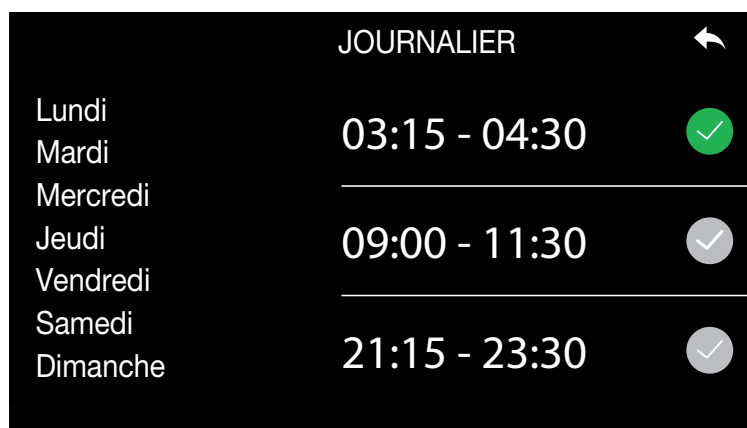 JOURNALIER
Lundi
Mardi
Mercredi
Jeudi
Vendredi
Samedi
Dimanche
03:15 - 04:30
09:00 - 11:30
21:15 - 23:30